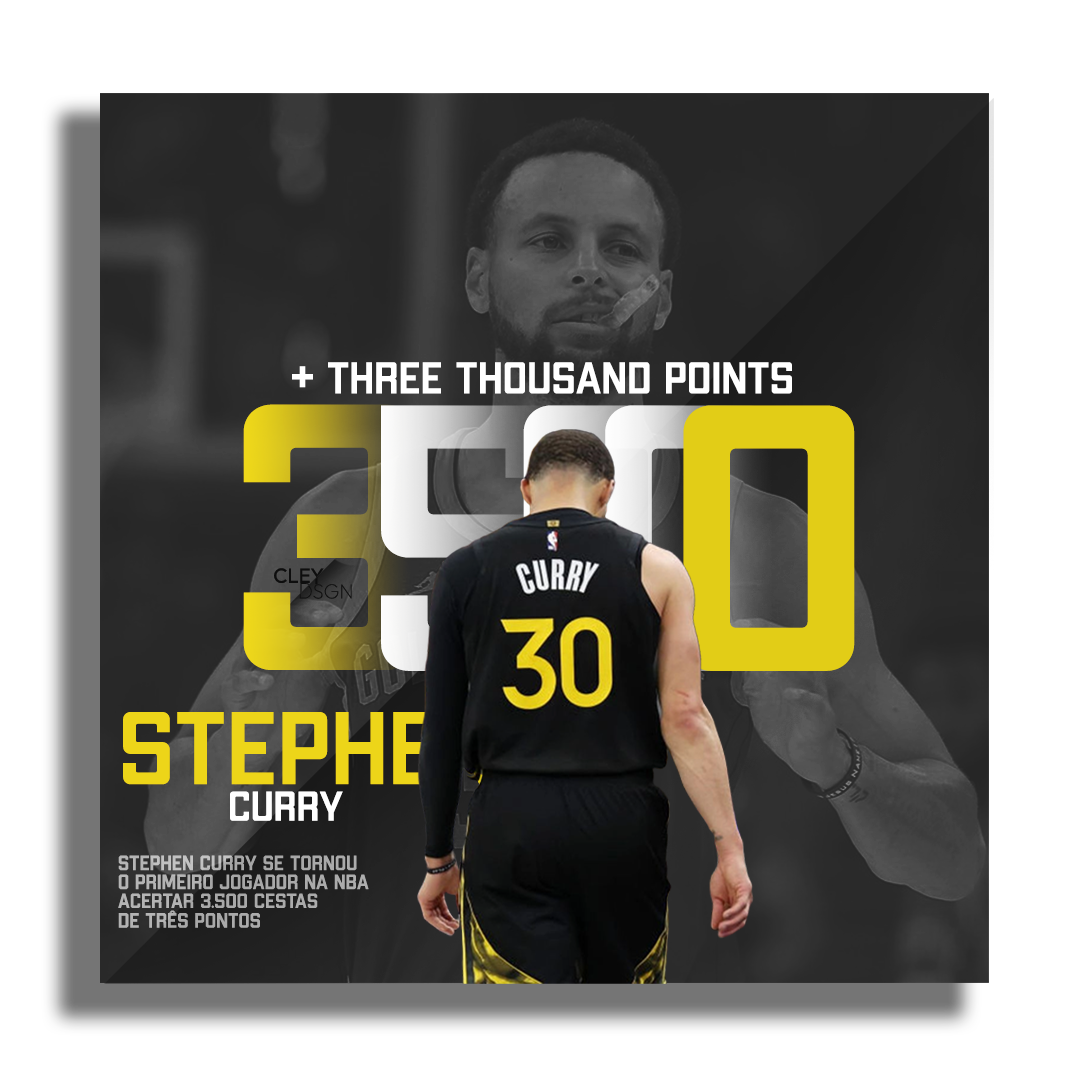 + THREE THOUSAND POINTS
3500
CLEY
DSGN
CURRY
30
STEPHE
CURRY
STEPHEN CURRY SE TORNOU
O PRIMEIRO JOGADOR NA NBA
ACERTAR 3.500 CESTAS
DE TRÊS PONTOS